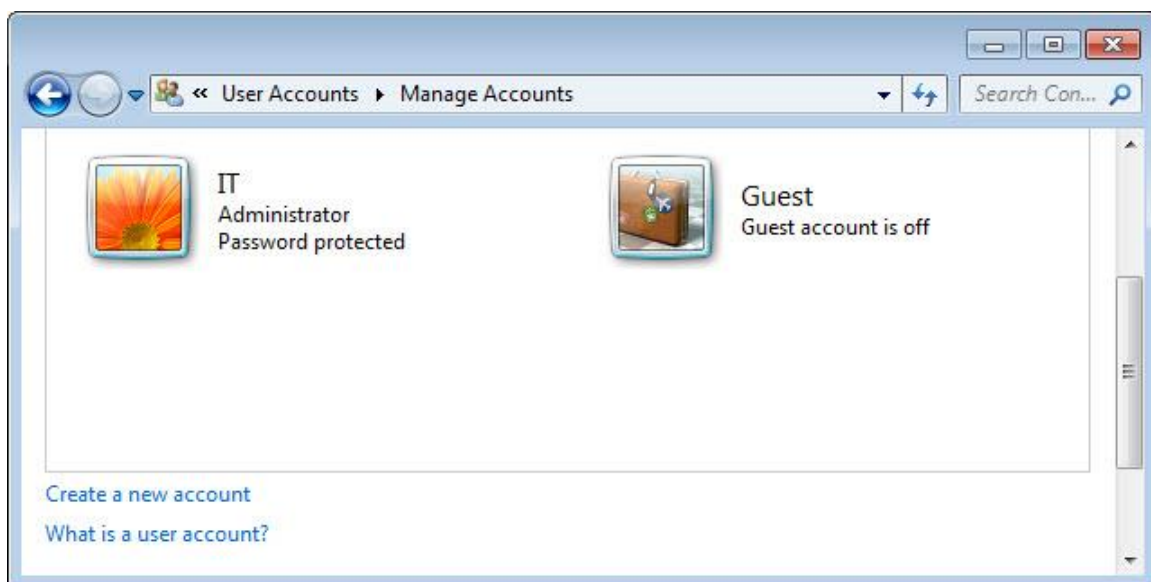 « User Accounts ▸ Manage Accounts
Search Con...
IT
Administrator
Password protected
Guest
Guest account is off
Create a new account
What is a user account?